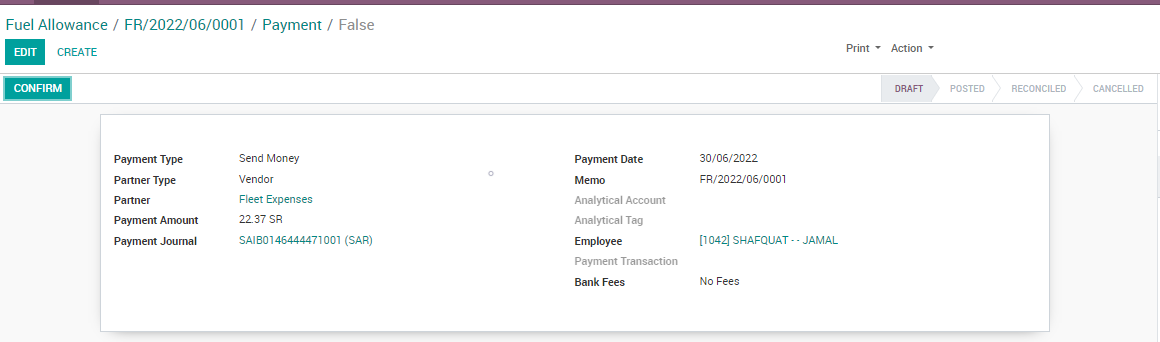 Fuel Allowance / FR/2022/06/0001 / Payment / False
EDIT CREATE Print Action
CONFIRM DRAFT POSTED RECONCILED CANCELLED
Payment Type Send Money Payment Date 30/06/2022
Partner Type Vendor Memo FR/2022/06/0001
Partner Fleet Expenses Analytical Account
Payment Amount 22.37 SR Analytical Tag
Payment Journal SAIB0146444471001 (SAR) Employee [1042] SHAFQUAT - - JAMAL
Payment Transaction
Bank Fees No Fees